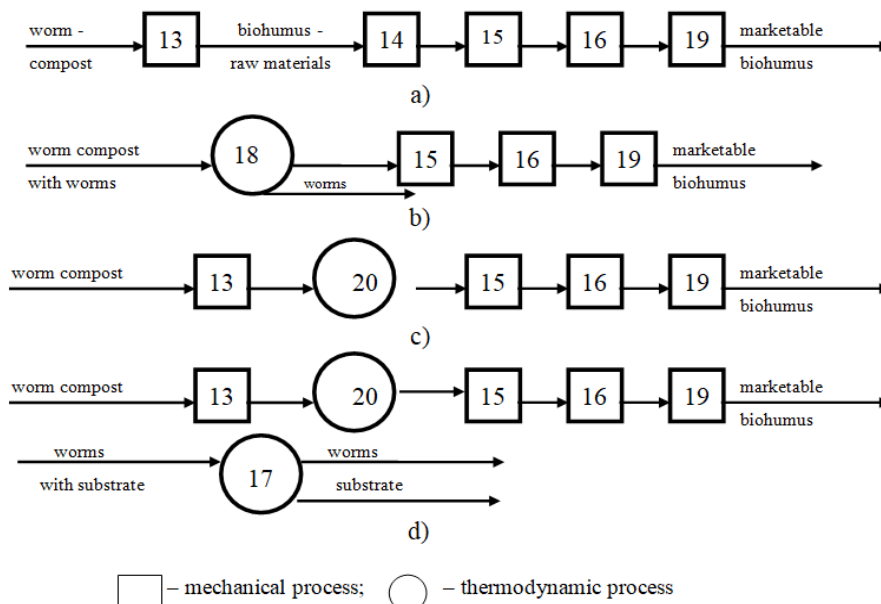 worm - 13 biohumus - 14 15 16 19 marketable
compost raw materials biohumus
a)
worm compost 18 15 16 19 marketable
with worms worms biohumus
b)
worm compost 13 20 15 16 19 marketable
biohumus
c)
worm compost 13 20 15 16 19 marketable
biohumus
worms 17 worms
with substrate substrate
d)
– mechanical process; – thermodynamic process